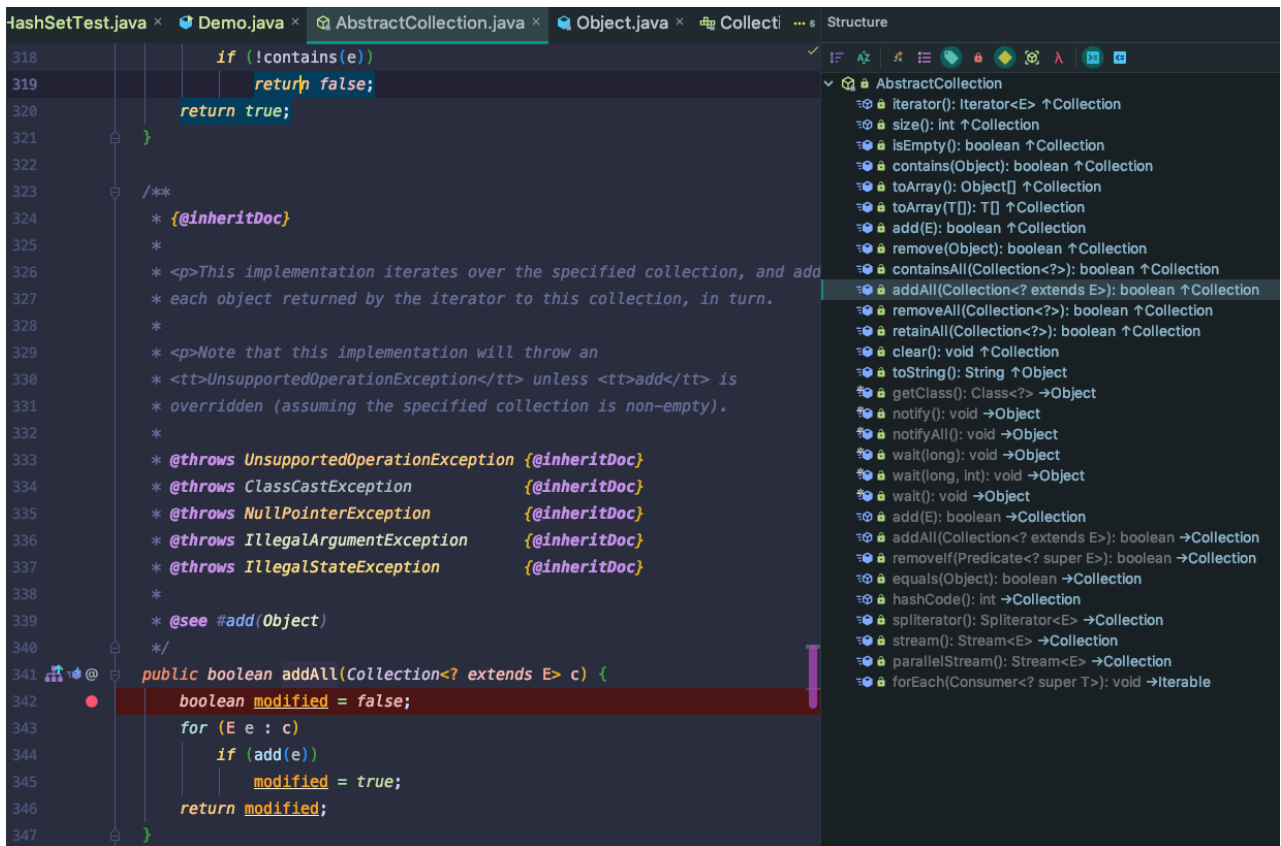 HashSetTest.java × Demo.java × AbstractCollection.java × Object.java × Collecti ... 6 Structure
318 if (!contains(e))
319 return false;
320 return true;
321 }
322
323 /**
324 * {@inheritDoc}
325 *
326 * <p>This implementation iterates over the specified collection, and add
327 * each object returned by the iterator to this collection, in turn.
328 *
329 * <p>Note that this implementation will throw an
330 * <tt>UnsupportedOperationException</tt> unless <tt>add</tt> is
331 * overridden (assuming the specified collection is non-empty).
332 *
333 * @throws UnsupportedOperationException {@inheritDoc}
334 * @throws ClassCastException {@inheritDoc}
335 * @throws NullPointerException {@inheritDoc}
336 * @throws IllegalArgumentException {@inheritDoc}
337 * @throws IllegalStateException {@inheritDoc}
338 *
339 * @see #add(Object)
340 */
341 @ public boolean addAll(Collection<? extends E> c) {
342 boolean modified = false;
343 for (E e : c)
344 if (add(e))
345 modified = true;
346 return modified;
347 }
AbstractCollection
iterator(): Iterator<E> ↑Collection
size(): int ↑Collection
isEmpty(): boolean ↑Collection
contains(Object): boolean ↑Collection
toArray(): Object[] ↑Collection
toArray(T[]): T[] ↑Collection
add(E): boolean ↑Collection
remove(Object): boolean ↑Collection
containsAll(Collection<?>): boolean ↑Collection
addAll(Collection<? extends E>): boolean ↑Collection
removeAll(Collection<?>): boolean ↑Collection
retainAll(Collection<?>): boolean ↑Collection
clear(): void ↑Collection
toString(): String ↑Object
getClass(): Class<?> →Object
notify(): void →Object
notifyAll(): void →Object
wait(long): void →Object
wait(long, int): void →Object
wait(): void →Object
add(E): boolean →Collection
addAll(Collection<? extends E>): boolean →Collection
removeIf(Predicate<? super E>): boolean →Collection
equals(Object): boolean →Collection
hashCode(): int →Collection
spliterator(): Spliterator<E> →Collection
stream(): Stream<E> →Collection
parallelStream(): Stream<E> →Collection
forEach(Consumer<? super T>): void →Iterable